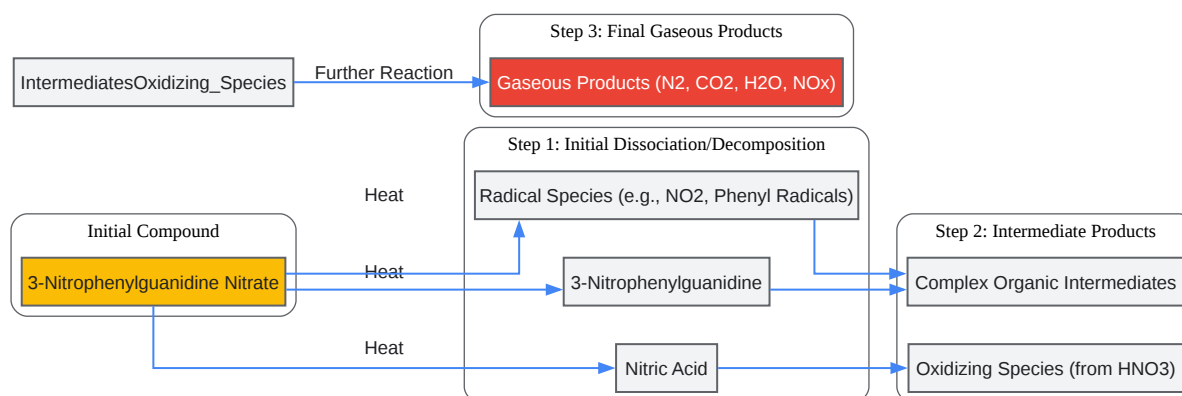 Step 3: Final Gaseous Products
IntermediatesOxidizing_Species
Further Reaction
Gaseous Products (N2, CO2, H2O, NOx)
Step 1: Initial Dissociation/Decomposition
Heat
Radical Species (e.g., NO2, Phenyl Radicals)
Initial Compound
Step 2: Intermediate Products
3-Nitrophenylguanidine Nitrate
Heat
3-Nitrophenylguanidine
Complex Organic Intermediates
Heat
Nitric Acid
Oxidizing Species (from HNO3)